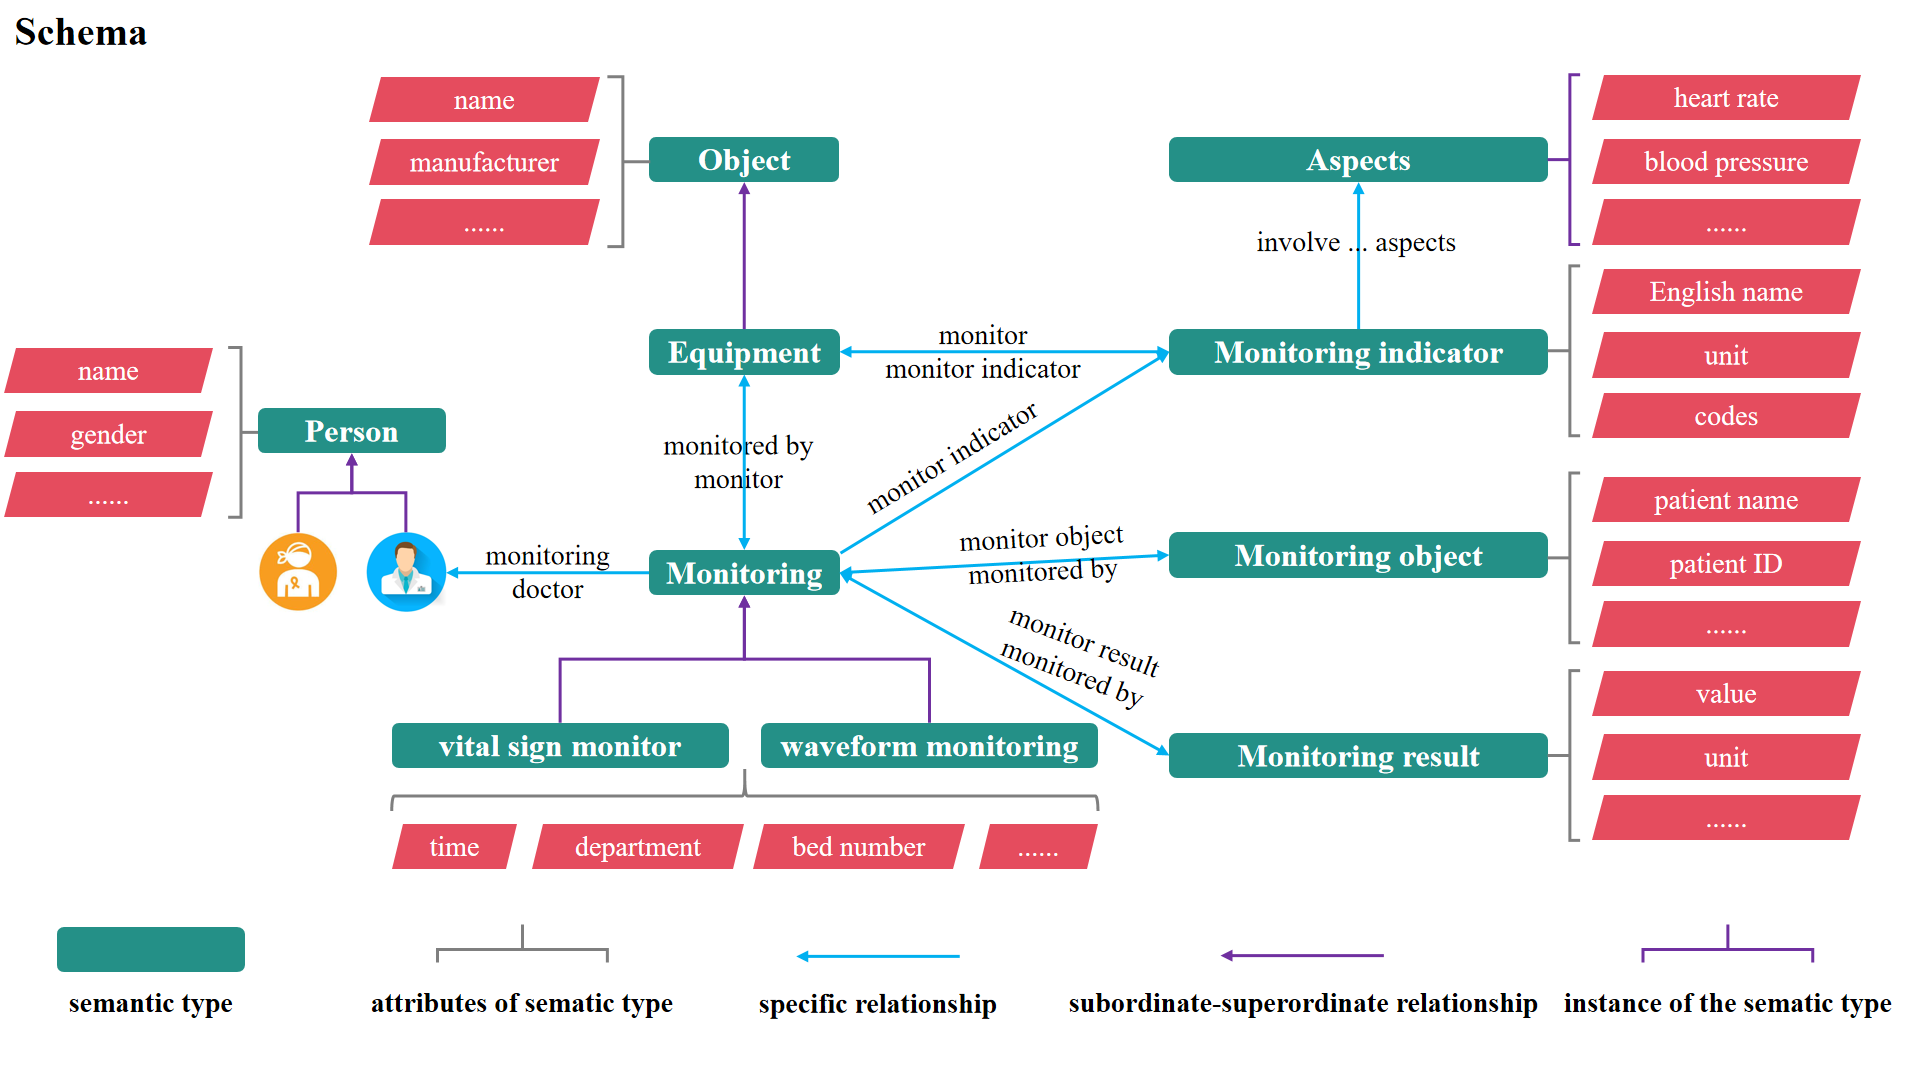 Schema
name
manufacturer
......
Object
Aspects
heart rate
blood pressure
......
involve ... aspects
English name
unit
codes
Equipment
monitor
monitor indicator
Monitoring indicator
name
gender
......
Person
monitored by
monitor
monitor indicator
monitoring
doctor
Monitoring
monitor object
monitored by
Monitoring object
patient name
patient ID
......
monitor result
monitored by
Monitoring result
value
unit
......
vital sign monitor
waveform monitoring
time
department
bed number
......
semantic type
attributes of sematic type
specific relationship
subordinate-superordinate relationship
instance of the sematic type